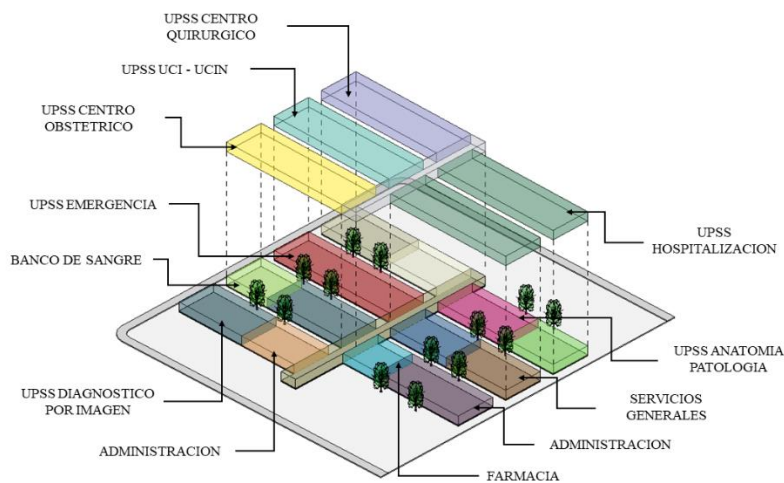 UPSS CENTRO
QUIRURGICO
UPSS UCI - UCIN
UPSS CENTRO
OBSTETRICO
UPSS EMERGENCIA
BANCO DE SANGRE
UPSS
HOSPITALIZACION
UPSS ANATOMIA
PATOLOGIA
UPSS DIAGNOSTICO
POR IMAGEN
SERVICIOS
GENERALES
ADMINISTRACION
ADMINISTRACION
FARMACIA